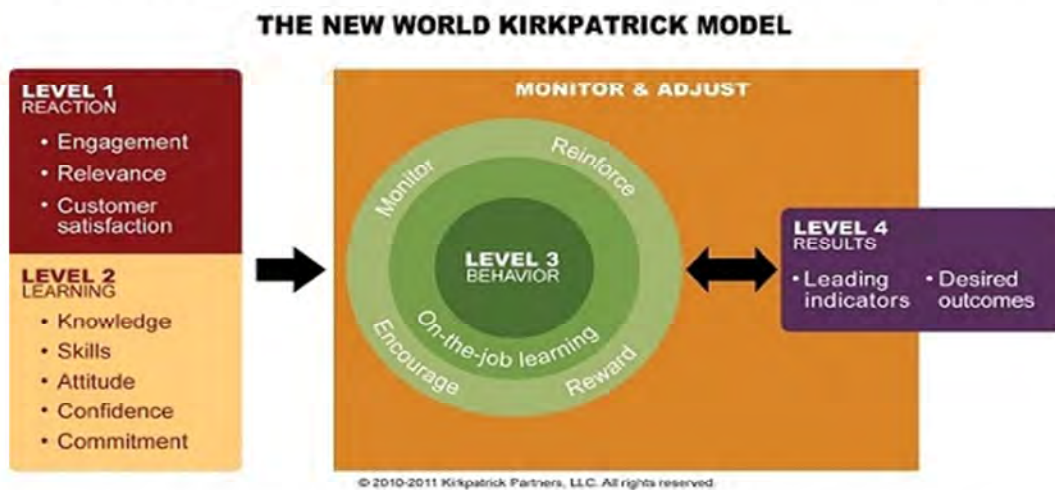 THE NEW WORLD KIRKPATRICK MODEL
LEVEL 1
REACTION
• Engagement
• Relevance
• Customer
satisfaction
LEVEL 2
LEARNING
• Knowledge
• Skills
• Attitude
• Confidence
• Commitment
MONITOR & ADJUST
Monitor
Reinforce
LEVEL 3
BEHAVIOR
On-the-job learning
Encourage
Reward
LEVEL 4
RESULTS
• Leading
indicators
• Desired
outcomes
© 2010-2011 Kirkpatrick Partners, LLC. All rights reserved.